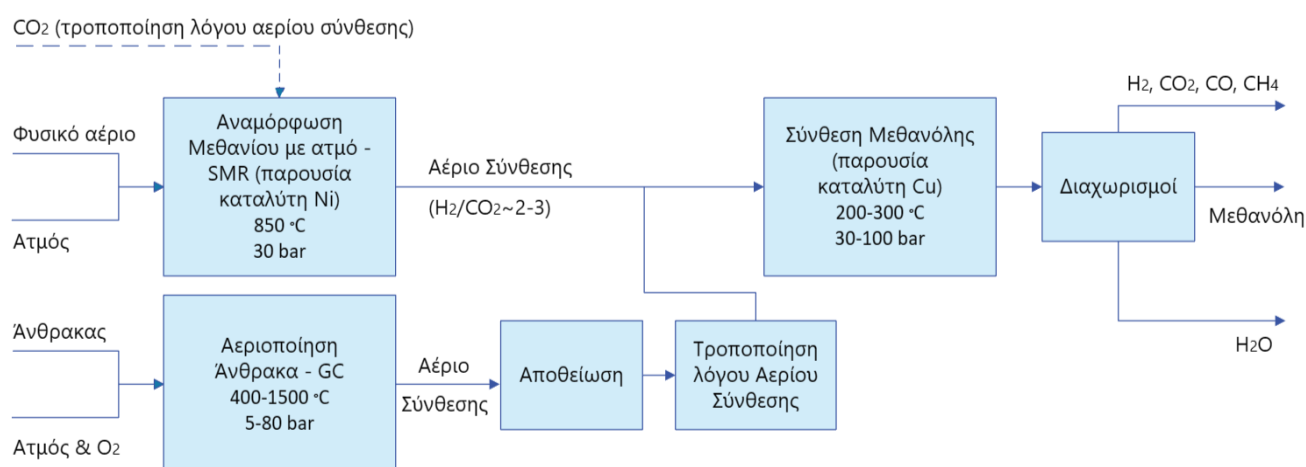 CO2 (τροποποίηση λόγου αερίου σύνθεσης)
Φυσικό αέριο
Ατμός
Αναμόρφωση
Μεθανίου με ατμό -
SMR (παρουσία
καταλύτη Ni)
850 °C
30 bar
Αέριο Σύνθεσης
(H2/CO2~2-3)
Σύνθεση Μεθανόλης
(παρουσία
καταλύτη Cu)
200-300 °C
30-100 bar
Διαχωρισμοί
H2, CO2, CO, CH4
Μεθανόλη
H2O
Άνθρακας
Ατμός & O2
Αεριοποίηση
Άνθρακα - GC
400-1500 °C
5-80 bar
Αέριο
Σύνθεσης
Αποθείωση
Τροποποίηση
λόγου Αερίου
Σύνθεσης